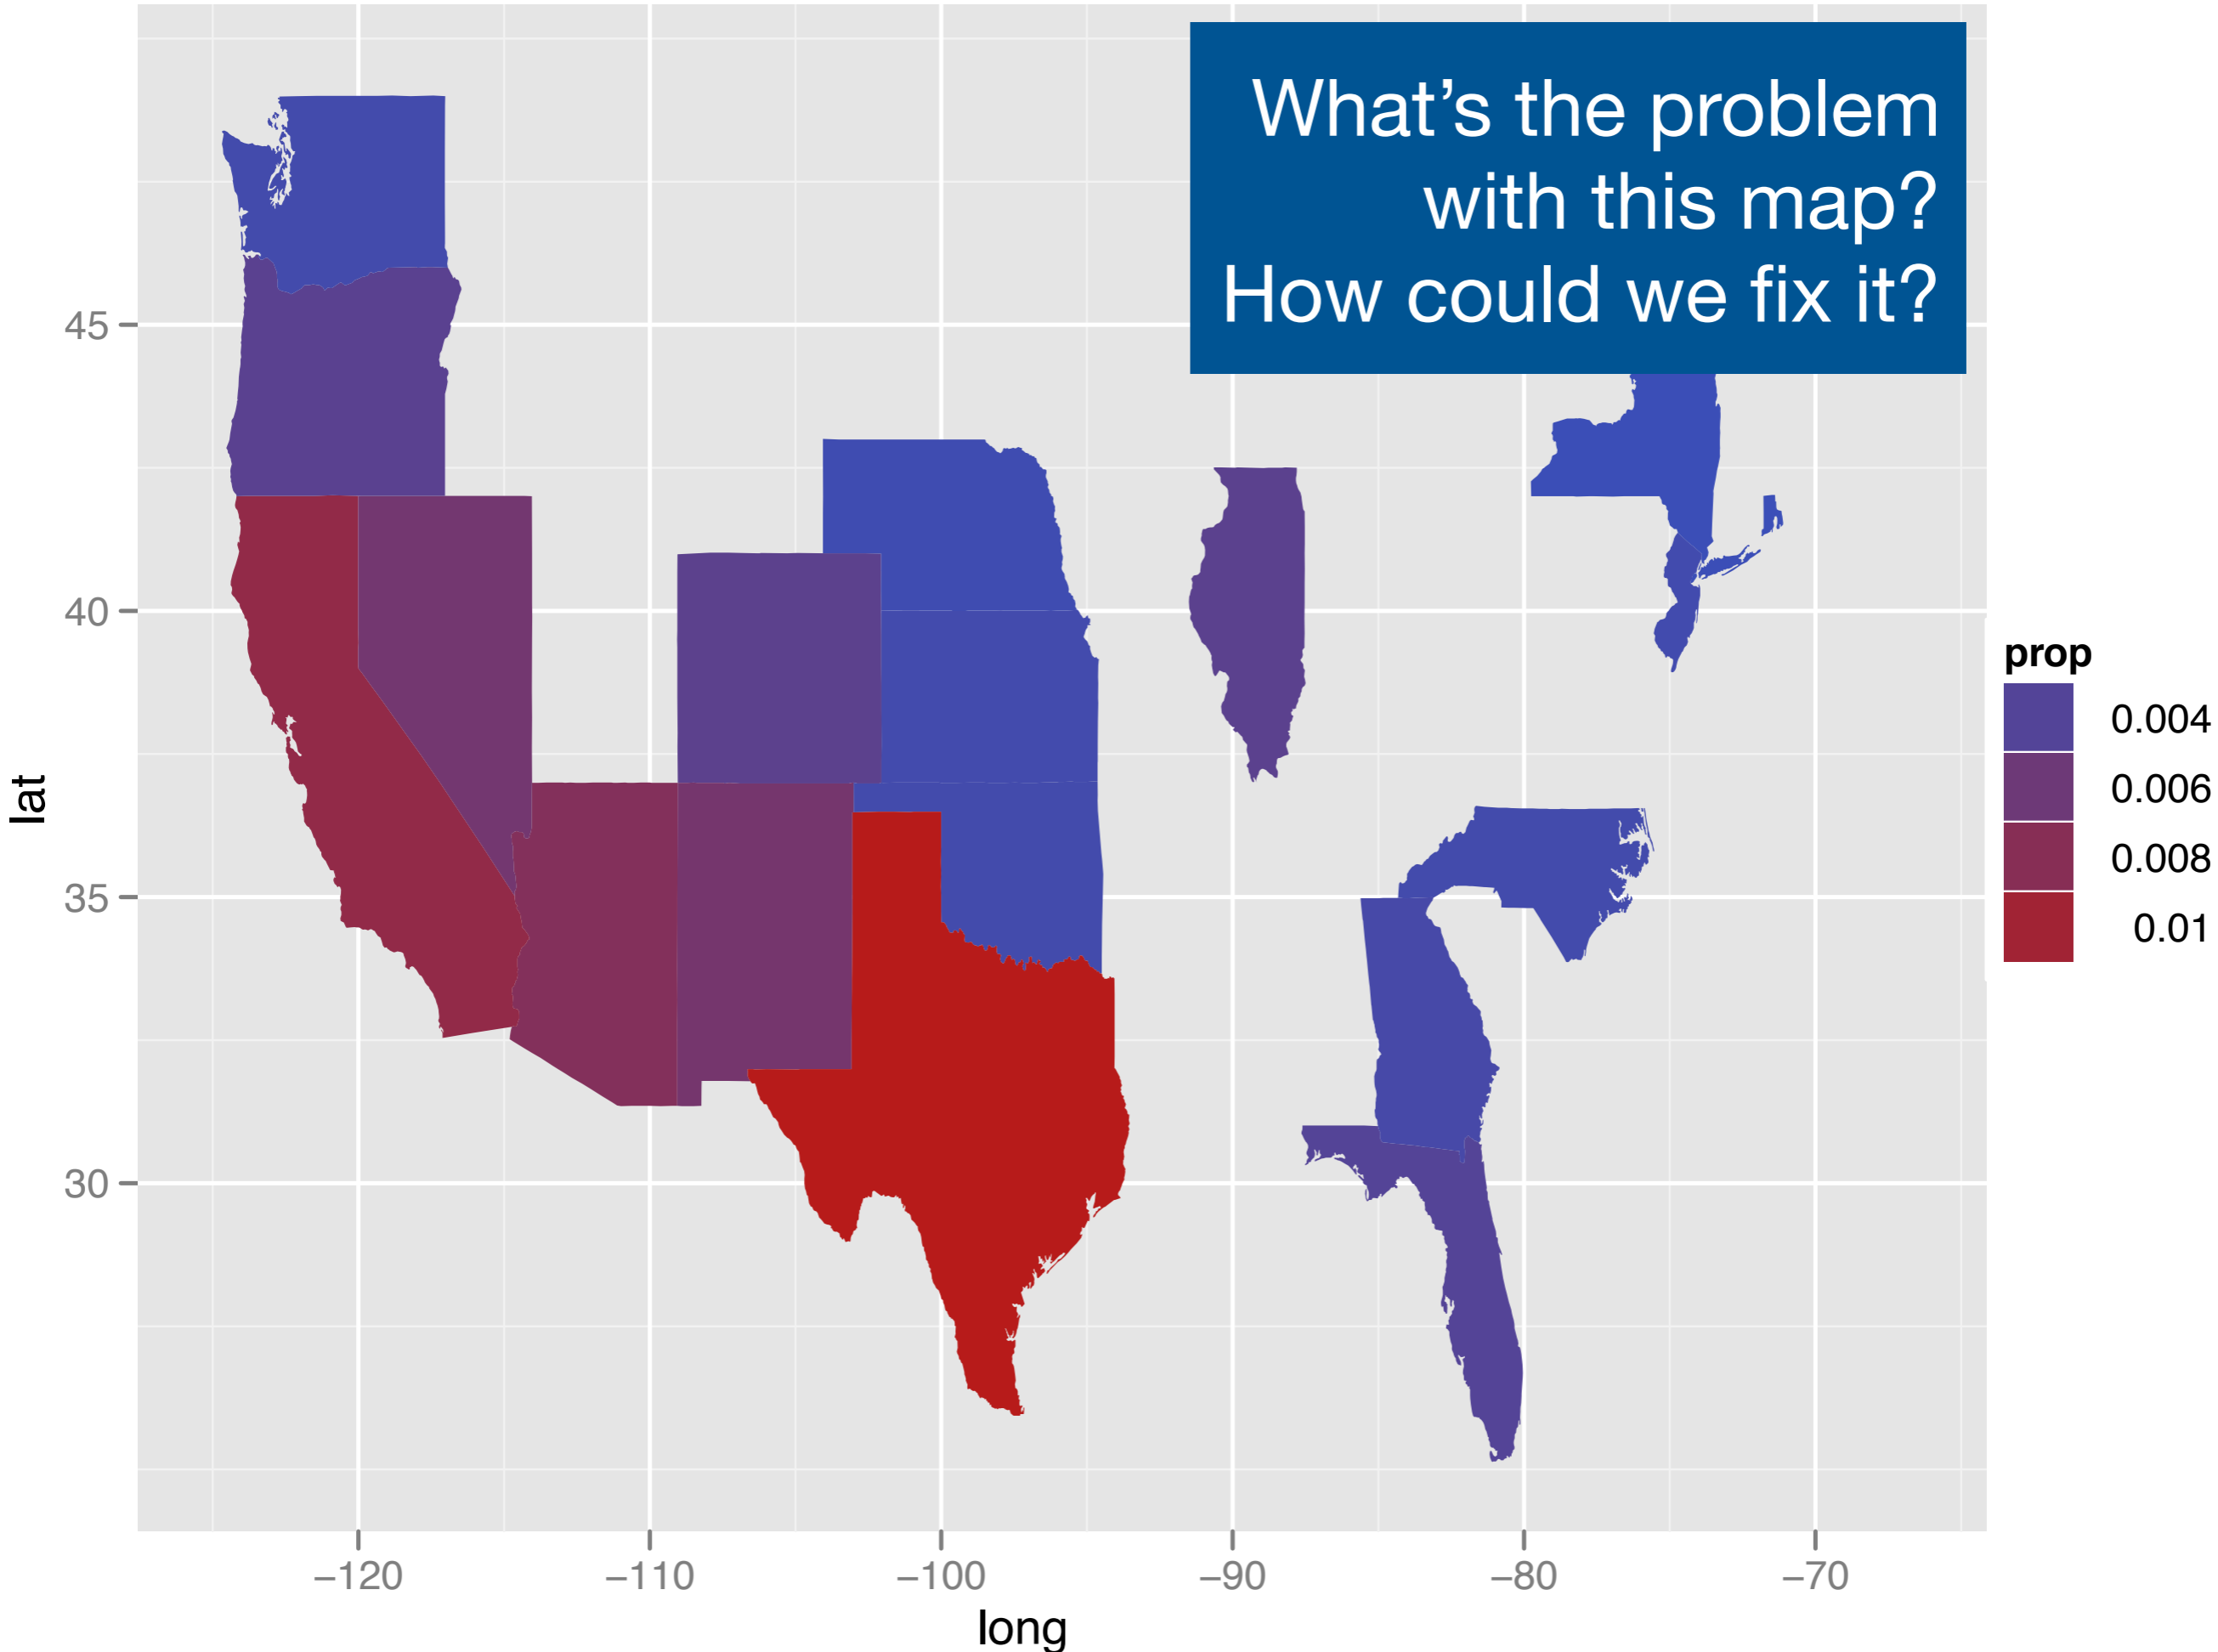 What’s the problem
with this map?
How could we fix it?
45
40
35
30
lat
−120
−110
−100
−90
−80
−70
long
prop
0.004
0.006
0.008
0.01